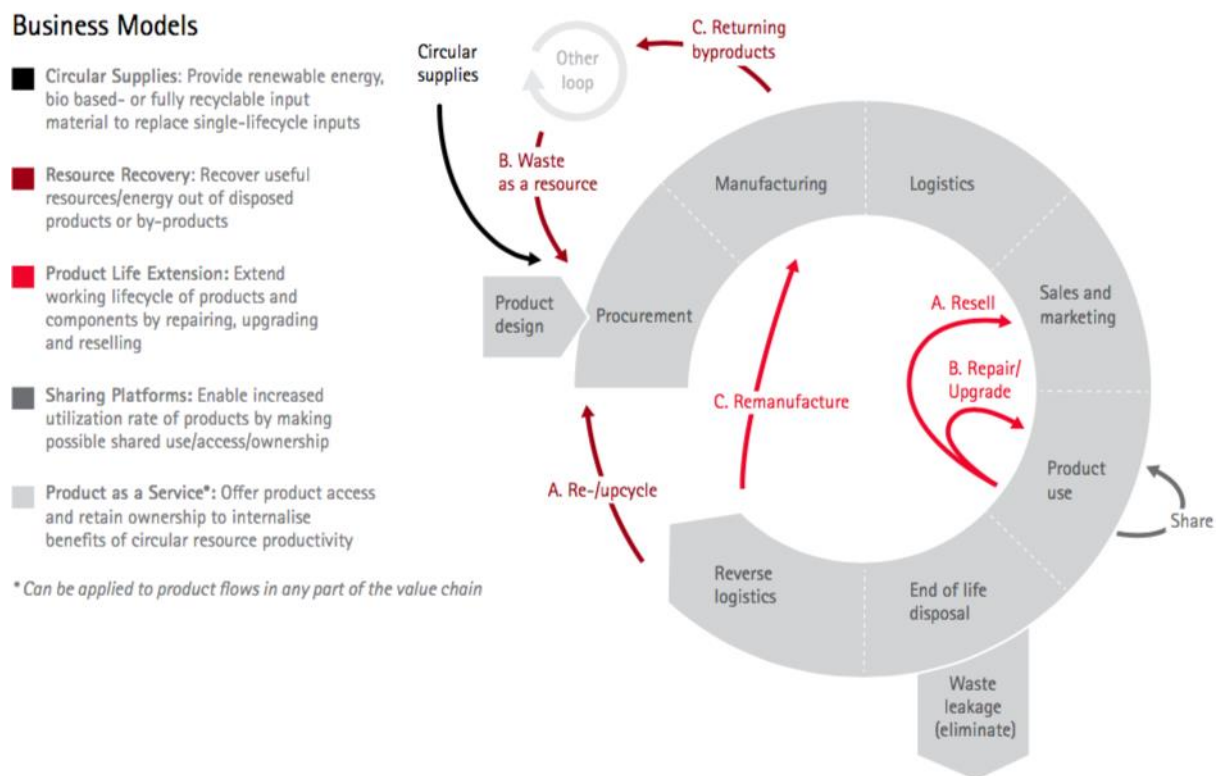 Business Models
Circular Supplies: Provide renewable energy,
bio based- or fully recyclable input
material to replace single-lifecycle inputs
Resource Recovery: Recover useful
resources/energy out of disposed
products or by-products
Product Life Extension: Extend
working lifecycle of products and
components by repairing, upgrading
and reselling
Sharing Platforms: Enable increased
utilization rate of products by making
possible shared use/access/ownership
Product as a Service*: Offer product access
and retain ownership to internalise
benefits of circular resource productivity
* Can be applied to product flows in any part of the value chain
Circular
supplies
Other
loop
C. Returning
byproducts
B. Waste
as a resource
Product
design
Procurement
Manufacturing
Logistics
Sales and
marketing
A. Resell
B. Repair/
Upgrade
C. Remanufacture
Product
use
Share
A. Re-/upcycle
Reverse
logistics
End of life
disposal
Waste
leakage
(eliminate)